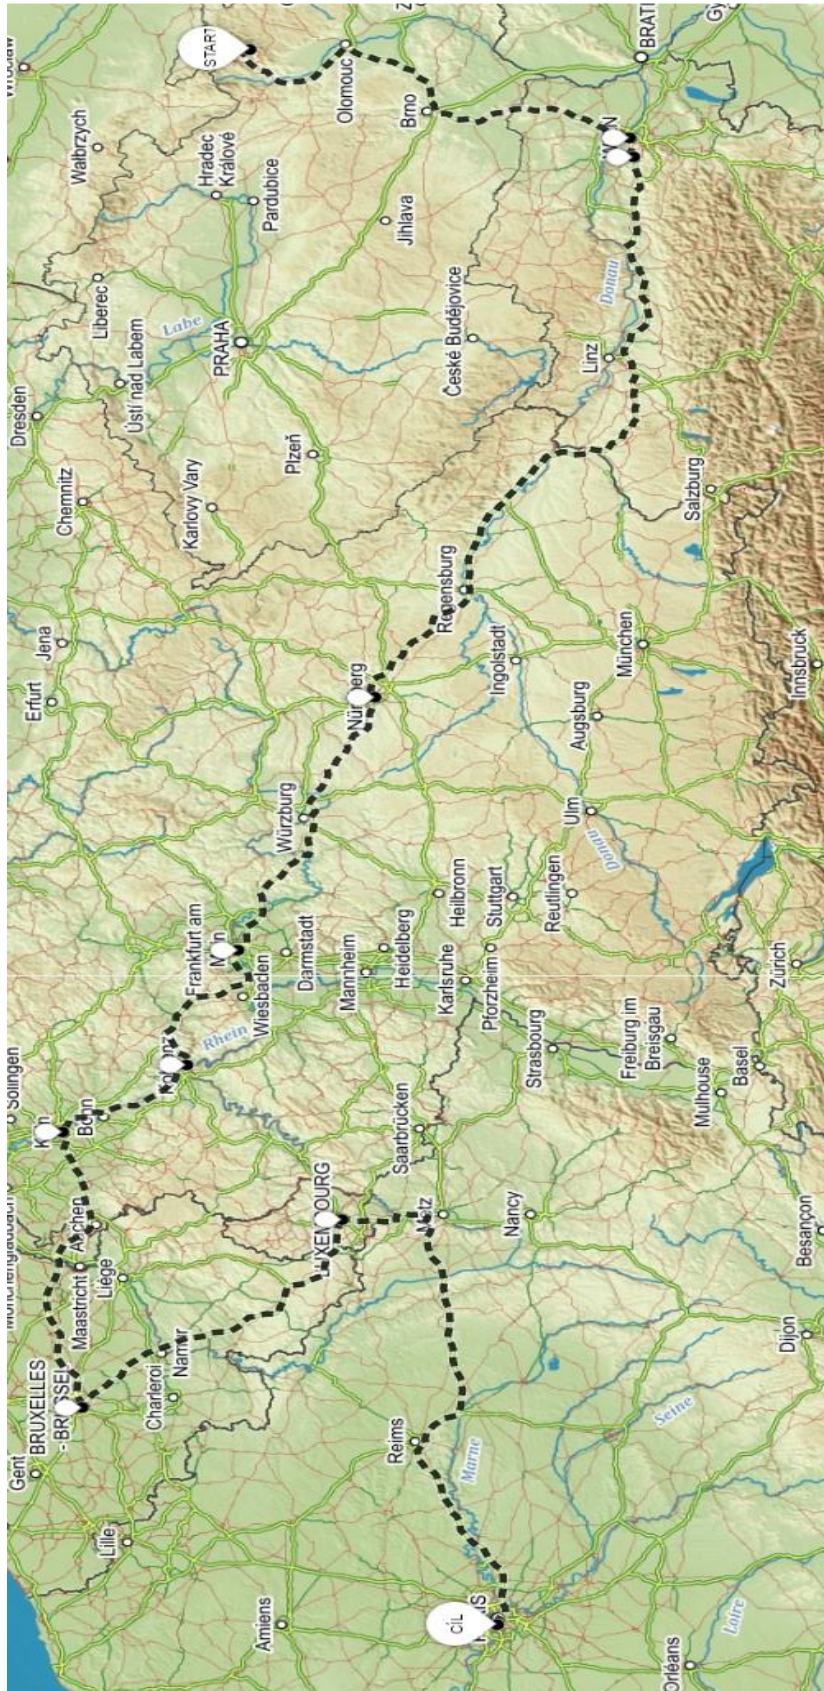 Gent
BRUXELLES
Lille
Charleroi
Namur
Maastricht
Liège
Aachen
Solingen
Bonn
Erfurt
Jena
Chemnitz
Dresden
Ústí nad Labem
Liberec
Wałbrzych
Wrocław
START
Hradec
Králové
Pardubice
Labe
PRAHA
Karlovy Vary
Plzeň
Olomouc
Jihlava
Brno
České Budějovice
Rhein
Frankfurt am
Wiesbaden
Darmstadt
Würzburg
Mannheim
Heidelberg
Amiens
Reims
Marne
CÍL
Metz
Saarbrücken
Karlsruhe
Heilbronn
Pforzheim
Stuttgart
Regensburg
Ingolstadt
Nancy
Strasbourg
Reutlingen
Ulm
Donau
Augsburg
München
Linz
Donau
BRATI
Freiburg im
Breisgau
Seine
Mulhouse
Basel
Zürich
Salzburg
Innsbruck
Orléans
Loire
Dijon
Besançon